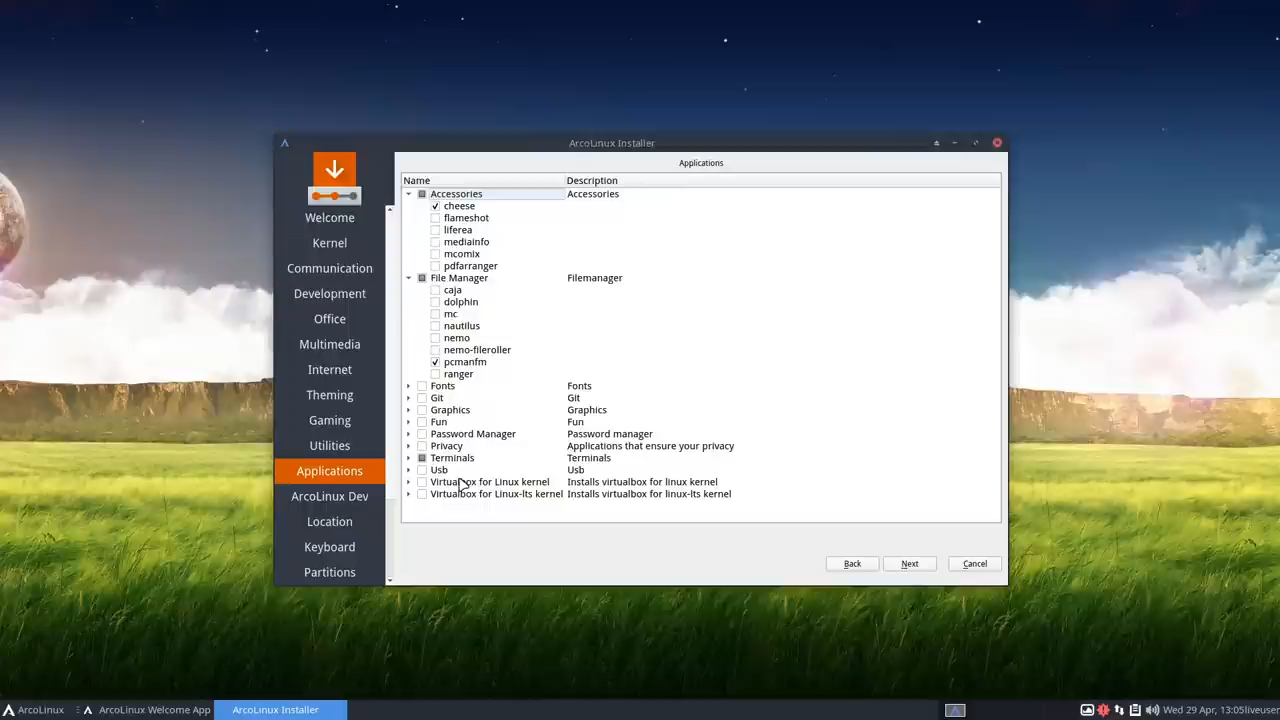 ArcoLinux Installer
Welcome
Kernel
Communication
Development
Office
Multimedia
Internet
Theming
Gaming
Utilities
Applications
ArcoLinux Dev
Location
Keyboard
Partitions
Applications
Name Description
Accessories Accessories
cheese
flameshot
liferea
mediainfo
mcomix
pdfarranger
File Manager Filemanager
caja
dolphin
mc
nautilus
nemo
nemo-fileroller
pcmanfm
ranger
Fonts Fonts
Git Git
Graphics Graphics
Fun Fun
Password Manager Password manager
Privacy Applications that ensure your privacy
Terminals Terminals
Usb Usb
Virtualbox for Linux kernel Installs virtualbox for linux kernel
Virtualbox for Linux-lts kernel Installs virtualbox for linux-lts kernel
Back Next Cancel
ArcoLinux ArcoLinux Welcome App ArcoLinux Installer Wed 29 Apr, 13:05 liveuser